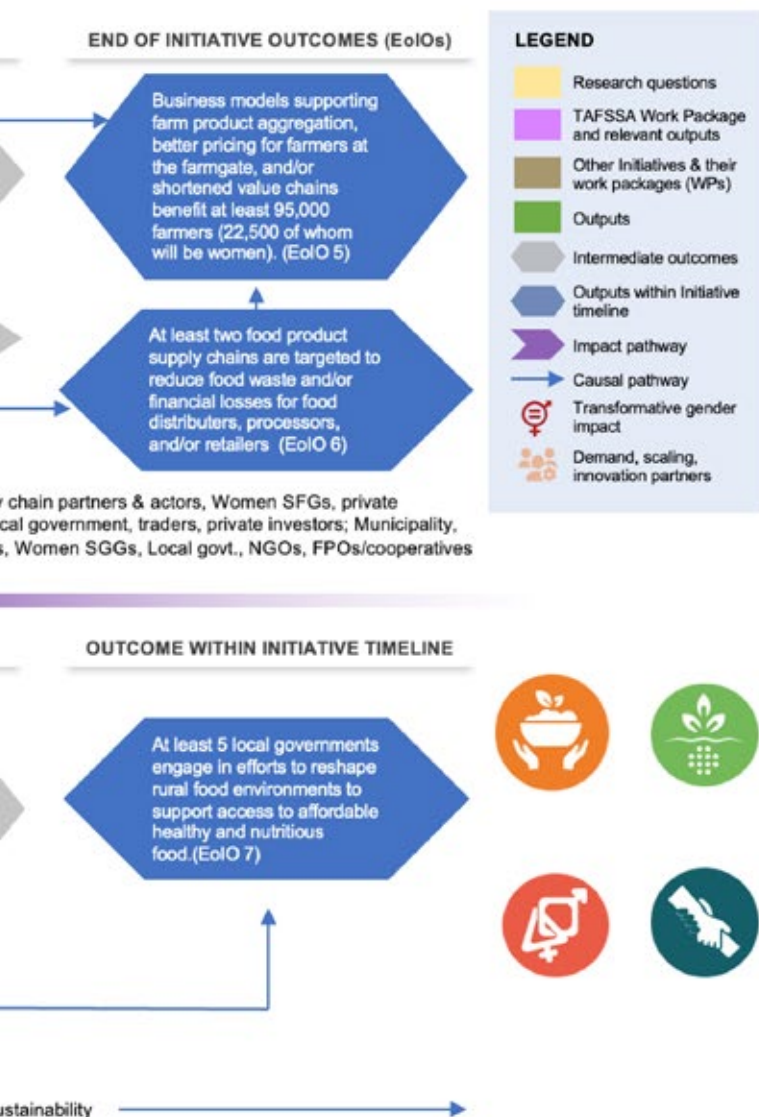 END OF INITIATIVE OUTCOMES (EoIOs)
Business models supporting
farm product aggregation,
better pricing for farmers at
the farmgate, and/or
shortened value chains
benefit at least 95,000
farmers (22,500 of whom
will be women). (EoIO 5)
At least two food product
supply chains are targeted to
reduce food waste and/or
financial losses for food
distributers, processors,
and/or retailers (EoIO 6)
LEGEND
Research questions
TAFSSA Work Package
and relevant outputs
Other Initiatives & their
work packages (WPs)
Outputs
Intermediate outcomes
Outputs within Initiative
timeline
Impact pathway
Causal pathway
Transformative gender
impact
Demand, scaling,
innovation partners
y chain partners & actors, Women SFGs, private
cal government, traders, private investors; Municipality,
s, Women SGGs, Local govt., NGOs, FPOs/cooperatives
OUTCOME WITHIN INITIATIVE TIMELINE
At least 5 local governments
engage in efforts to reshape
rural food environments to
support access to affordable
healthy and nutritious
food.(EoIO 7)
ustainability